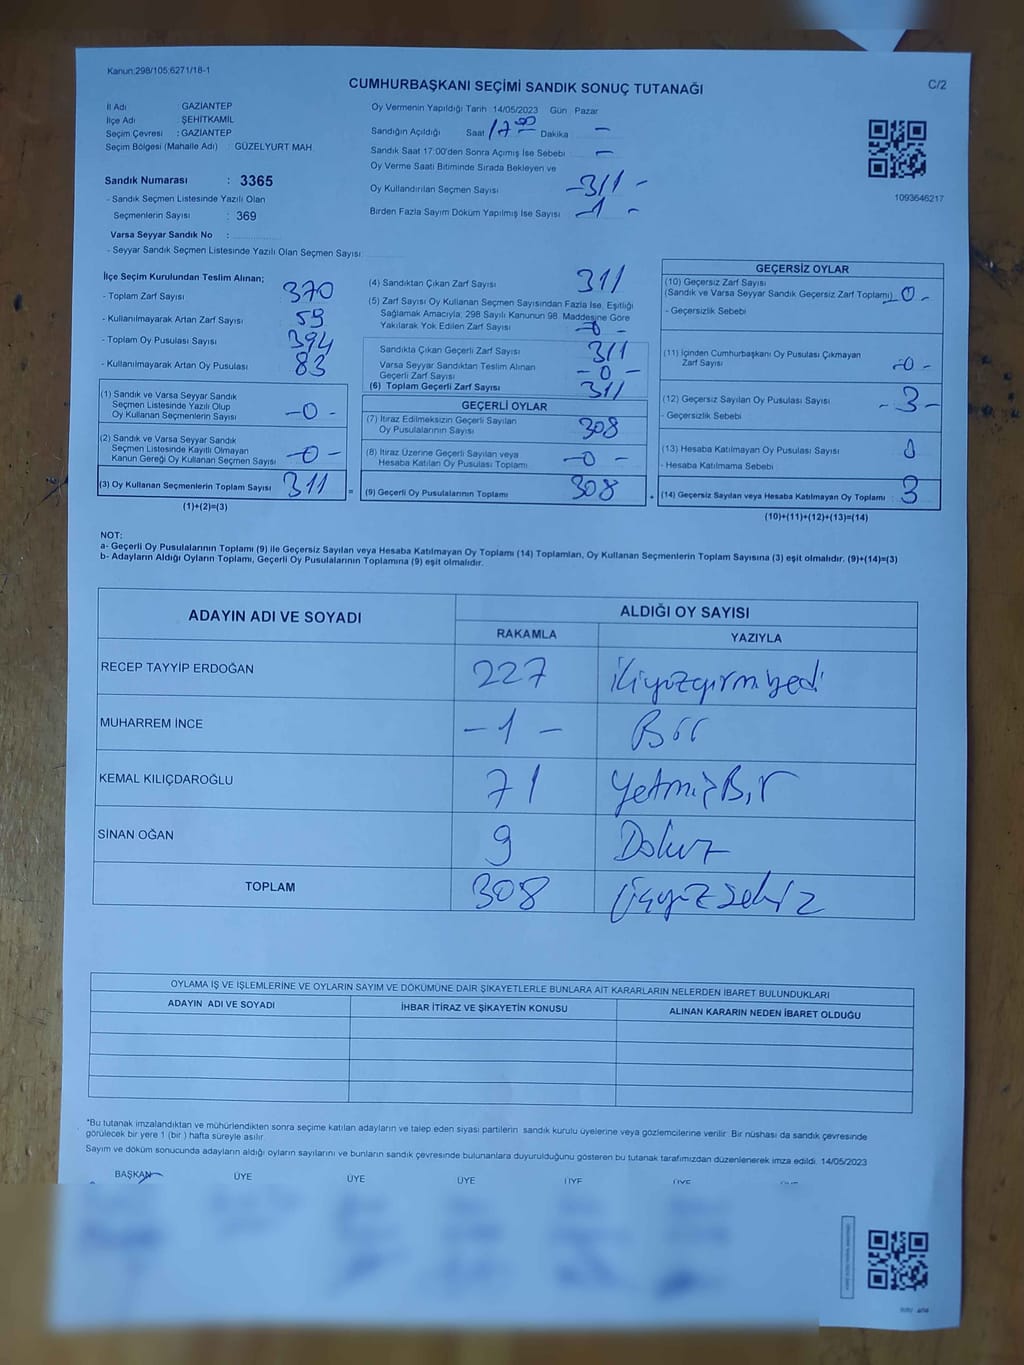 Kanun:298/105;6271/18-1
CUMHURBAŞKANI SEÇİMİ SANDIK SONUÇ TUTANAĞI
C/2
İl Adı : GAZİANTEP
İlçe Adı : ŞEHİTKAMİL
Seçim Çevresi : GAZİANTEP
Seçim Bölgesi (Mahalle Adı) : GÜZELYURT MAH.
Sandık Numarası : 3365
- Sandık Seçmen Listesinde Yazılı Olan
Seçmenlerin Sayısı : 369
Varsa Seyyar Sandık No :
- Seyyar Sandık Seçmen Listesinde Yazılı Olan Seçmen Sayısı
Oy Vermenin Yapıldığı Tarih 14/05/2023 Gün : Pazar
Sandığın Açıldığı Saat 17:00 Dakika —
Sandık Saat 17:00'den Sonra Açımış İse Sebebi : —
Oy Verme Saati Bitiminde Sırada Bekleyen ve
Oy Kullandırılan Seçmen Sayısı -311-
Birden Fazla Sayım Döküm Yapılmış İse Sayısı -1-
1093646217
İlçe Seçim Kurulundan Teslim Alınan;
- Toplam Zarf Sayısı 370
- Kullanılmayarak Artan Zarf Sayısı 59
- Toplam Oy Pusulası Sayısı 394
- Kullanılmayarak Artan Oy Pusulası 83
(1) Sandık ve Varsa Seyyar Sandık
Seçmen Listesinde Yazılı Olup
Oy Kullanan Seçmenlerin Sayısı -0-
(2) Sandık ve Varsa Seyyar Sandık
Seçmen Listesinde Kayıtlı Olmayan
Kanun Gereği Oy Kullanan Seçmen Sayısı -0-
(3) Oy Kullanan Seçmenlerin Toplam Sayısı 311
(1)+(2)=(3)
(4) Sandıktan Çıkan Zarf Sayısı 311
(5) Zarf Sayısı Oy Kullanan Seçmen Sayısından Fazla İse, Eşitliği
Sağlamak Amacıyla, 298 Sayılı Kanunun 98. Maddesine Göre
Yakılarak Yok Edilen Zarf Sayısı -0-
Sandıkta Çıkan Geçerli Zarf Sayısı 311
Varsa Seyyar Sandıktan Teslim Alınan
Geçerli Zarf Sayısı -0-
(6) Toplam Geçerli Zarf Sayısı 311
GEÇERLİ OYLAR
(7) İtiraz Edilmeksizin Geçerli Sayılan
Oy Pusulalarının Sayısı 308
(8) İtiraz Üzerine Geçerli Sayılan veya
Hesaba Katılan Oy Pusulası Toplamı -0-
= (9) Geçerli Oy Pusulalarının Toplamı 308
GEÇERSİZ OYLAR
(10) Geçersiz Zarf Sayısı
(Sandık ve Varsa Seyyar Sandık Geçersiz Zarf Toplamı) -0-
- Geçersizlik Sebebi
(11) İçinden Cumhurbaşkanı Oy Pusulası Çıkmayan
Zarf Sayısı -0-
(12) Geçersiz Sayılan Oy Pusulası Sayısı -3-
- Geçersizlik Sebebi
(13) Hesaba Katılmayan Oy Pusulası Sayısı 0
- Hesaba Katılmama Sebebi
+ (14) Geçersiz Sayılan veya Hesaba Katılmayan Oy Toplamı 3
(10)+(11)+(12)+(13)=(14)
NOT:
a- Geçerli Oy Pusulalarının Toplamı (9) ile Geçersiz Sayılan veya Hesaba Katılmayan Oy Toplamı (14) Toplamları, Oy Kullanan Seçmenlerin Toplam Sayısına (3) eşit olmalıdır. (9)+(14)=(3)
b- Adayların Aldığı Oyların Toplamı, Geçerli Oy Pusulalarının Toplamına (9) eşit olmalıdır.
ADAYIN ADI VE SOYADI ALDIĞI OY SAYISI
RAKAMLA YAZIYLA
RECEP TAYYİP ERDOĞAN 227 ikiyüzyirmiyedi
MUHARREM İNCE -1- Bir
KEMAL KILIÇDAROĞLU 71 YetmişBir
SİNAN OĞAN 9 Dokuz
TOPLAM 308 üçyüzsekiz
OYLAMA İŞ VE İŞLEMLERİNE VE OYLARIN SAYIM VE DÖKÜMÜNE DAİR ŞİKAYETLERLE BUNLARA AİT KARARLARIN NELERDEN İBARET BULUNDUKLARI
ADAYIN ADI VE SOYADI İHBAR İTİRAZ VE ŞİKAYETİN KONUSU ALINAN KARARIN NEDEN İBARET OLDUĞU
*Bu tutanak imzalandıktan ve mühürlendikten sonra seçime katılan adayların ve talep eden siyasi partilerin sandık kurulu üyelerine veya gözlemcilerine verilir. Bir nüshası da sandık çevresinde
görülecek bir yere 1 (bir) hafta süreyle asılır.
Sayım ve döküm sonucunda adayların aldığı oyların sayılarını ve bunların sandık çevresinde bulunanlara duyurulduğunu gösteren bu tutanak tarafımızdan düzenlenerek imza edildi. 14/05/2023
BAŞKAN ÜYE ÜYE ÜYE ÜYE ÜYE ÜYE